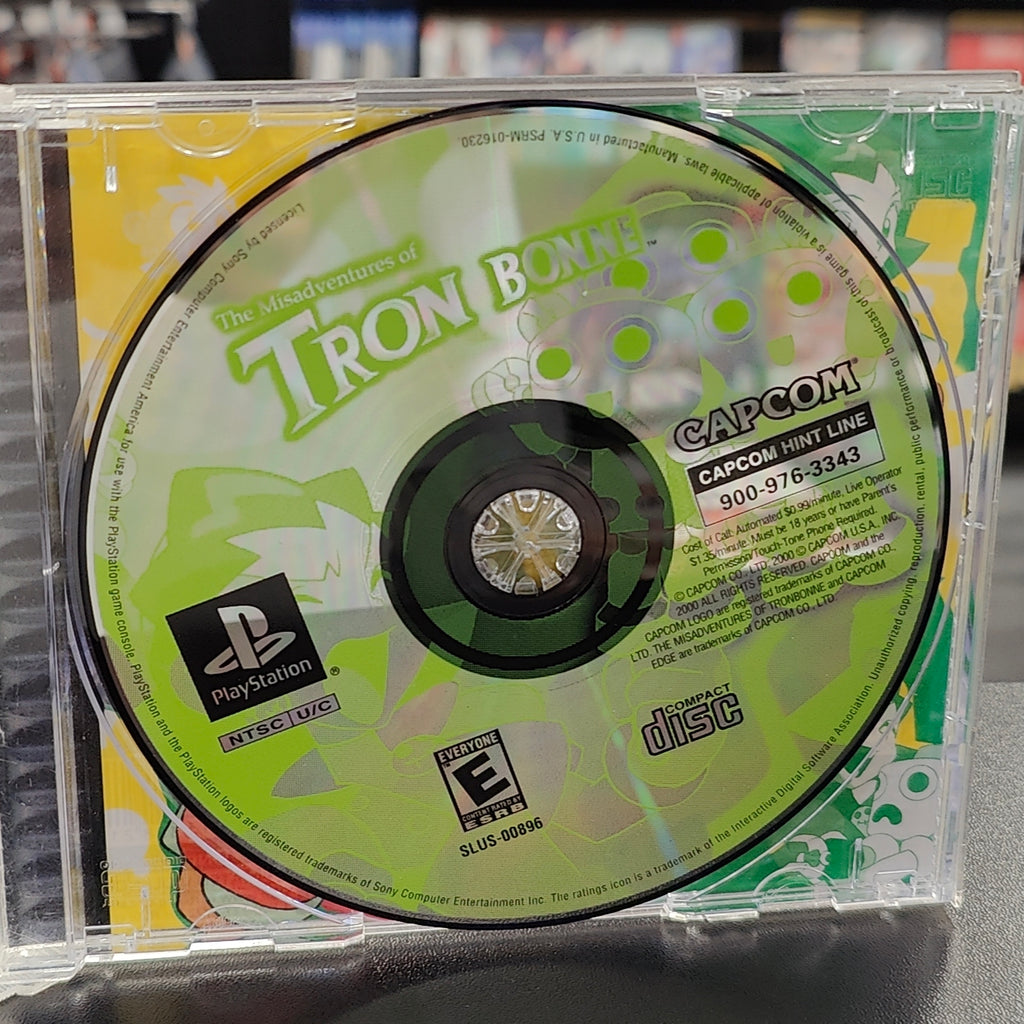 The Misadventures of
TRON BONNE™
CAPCOM®
CAPCOM HINT LINE
900-976-3343
Cost of Call: Automated $0.99/minute, Live Operator
$1.35/minute. Must be 18 years or have Parent's
Permission/Touch-Tone Phone Required.
© CAPCOM CO., LTD. 2000 © CAPCOM U.S.A., INC.
2000 ALL RIGHTS RESERVED. CAPCOM and the
CAPCOM LOGO are registered trademarks of CAPCOM CO.,
LTD. THE MISADVENTURES OF TRONBONNE and CAPCOM
EDGE are trademarks of CAPCOM CO., LTD.
PlayStation®
NTSC U/C
COMPACT
disc
EVERYONE
E
CONTENT RATED BY
ESRB
SLUS-00896
Licensed by Sony Computer Entertainment America for use with the PlayStation game console. PlayStation and the PlayStation logos are registered trademarks of Sony Computer Entertainment Inc. The ratings icon is a trademark of the Interactive Digital Software Association. Unauthorized copying, reproduction, rental, public performance or broadcast of this game is a violation of applicable laws. Manufactured in U.S.A. PSRM-016230.